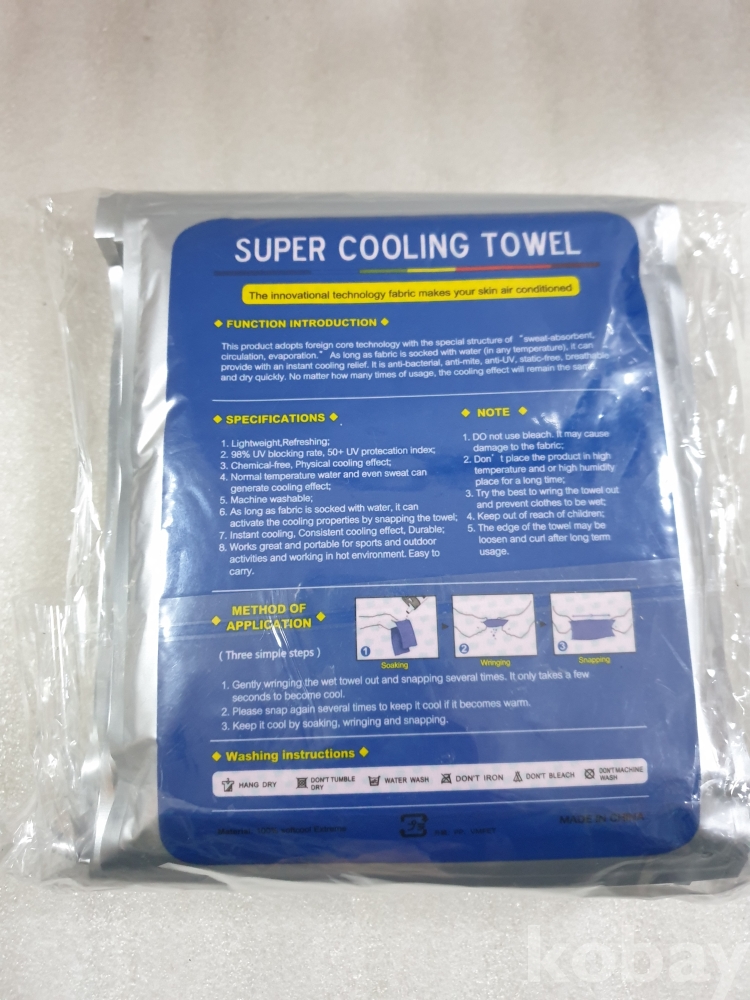 SUPER COOLING TOWEL
The innovational technology fabric makes your skin air conditioned
◆ FUNCTION INTRODUCTION ◆
This product adopts foreign core technology with the special structure of "sweat-absorbent,
circulation, evaporation." As long as fabric is socked with water (in any temperature), it can
provide with an instant cooling relief. It is anti-bacterial, anti-mite, anti-UV, static-free, breathable
and dry quickly. No matter how many times of usage, the cooling effect will remain the same.
◆ SPECIFICATIONS ◆
1. Lightweight,Refreshing;
2. 98% UV blocking rate, 50+ UV protecation index;
3. Chemical-free, Physical cooling effect;
4. Normal temperature water and even sweat can
generate cooling effect;
5. Machine washable;
6. As long as fabric is socked with water, it can
activate the cooling properties by snapping the towel;
7. Instant cooling, Consistent cooling effect, Durable;
8. Works great and portable for sports and outdoor
activities and working in hot environment. Easy to
carry.
◆ NOTE ◆
1. DO not use bleach. It may cause
damage to the fabric;
2. Don't place the product in high
temperature and or high humidity
place for a long time;
3. Try the best to wring the towel out
and prevent clothes to be wet;
4. Keep out of reach of children;
5. The edge of the towel may be
loosen and curl after long term
usage.
◆ METHOD OF
APPLICATION ◆
( Three simple steps )
1 2 3
Soaking Wringing Snapping
1. Gently wringing the wet towel out and snapping several times. It only takes a few
seconds to become cool.
2. Please snap again several times to keep it cool if it becomes warm.
3. Keep it cool by soaking, wringing and snapping.
◆ Washing instructions ◆
HANG DRY DON'T TUMBLE DRY WATER WASH DON'T IRON DON'T BLEACH DON'T MACHINE WASH
Material: 100%
MADE IN CHINA
kobay